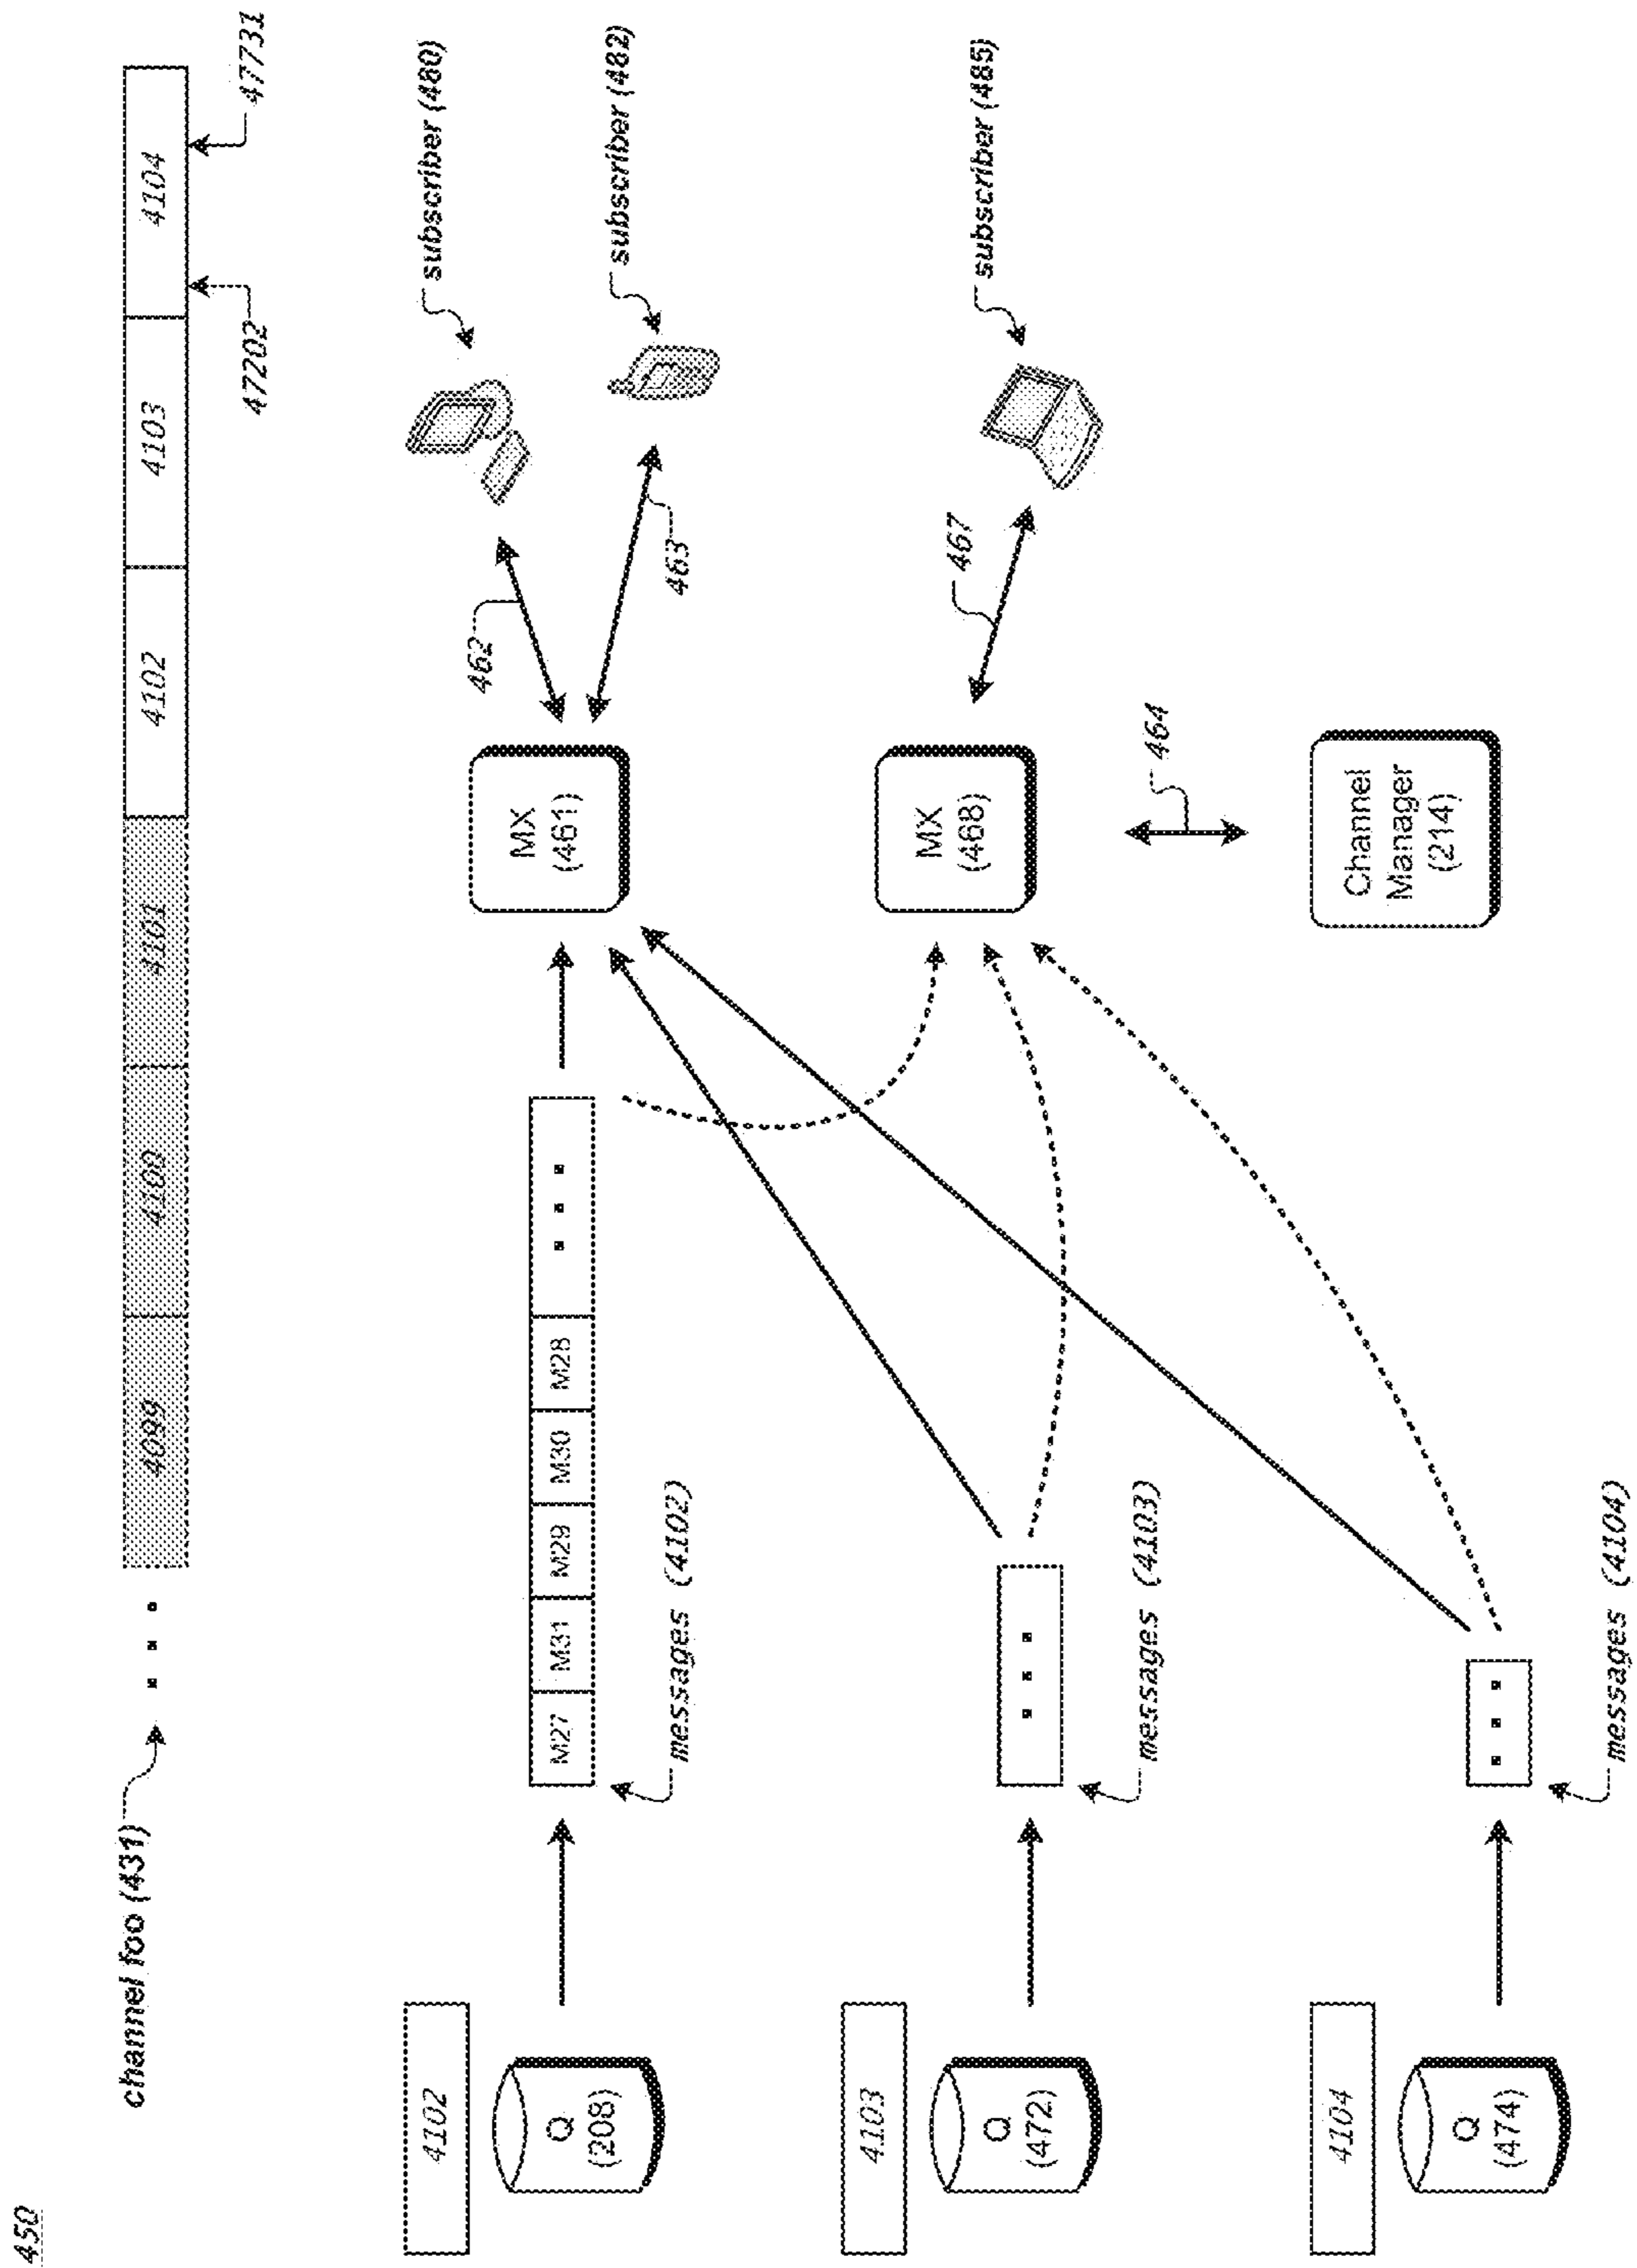 450
channel foo (431)
. . .
4099 4100 4101 4102 4103 4104
47202
47731
4102
Q
(208)
M27 M31 M29 M30 M28 . . .
messages (4102)
MX
(461)
462
463
subscriber (480)
subscriber (482)
4103
Q
(472)
. . .
messages (4103)
MX
(468)
467
subscriber (485)
464
4104
Q
(474)
. . .
messages (4104)
Channel
Manager
(214)